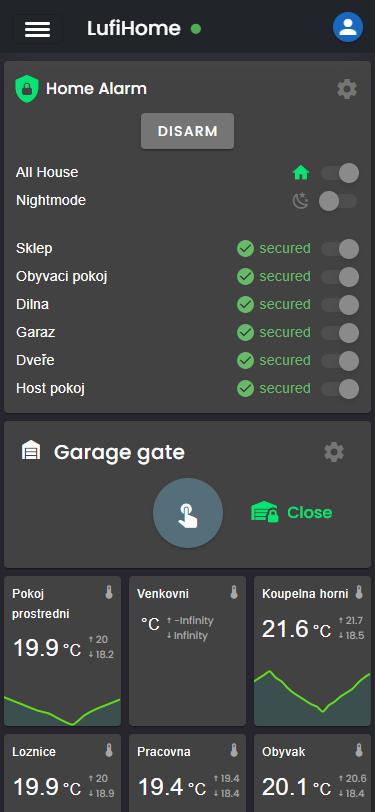 LufiHome
Home Alarm
DISARM
All House
Nightmode
Sklep secured
Obyvaci pokoj secured
Dilna secured
Garaz secured
Dveře secured
Host pokoj secured
Garage gate
Close
Pokoj
prostredni
19.9 °C ↑ 20
↓ 18.2
Venkovni
°C ↑ -Infinity
↓ Infinity
Koupelna horni
21.6 °C ↑ 21.7
↓ 18.5
Loznice
19.9 °C ↑ 20
↓ 18.9
Pracovna
19.4 °C ↑ 19.4
↓ 18.4
Obyvak
20.1 °C ↑ 20.6
↓ 18.4